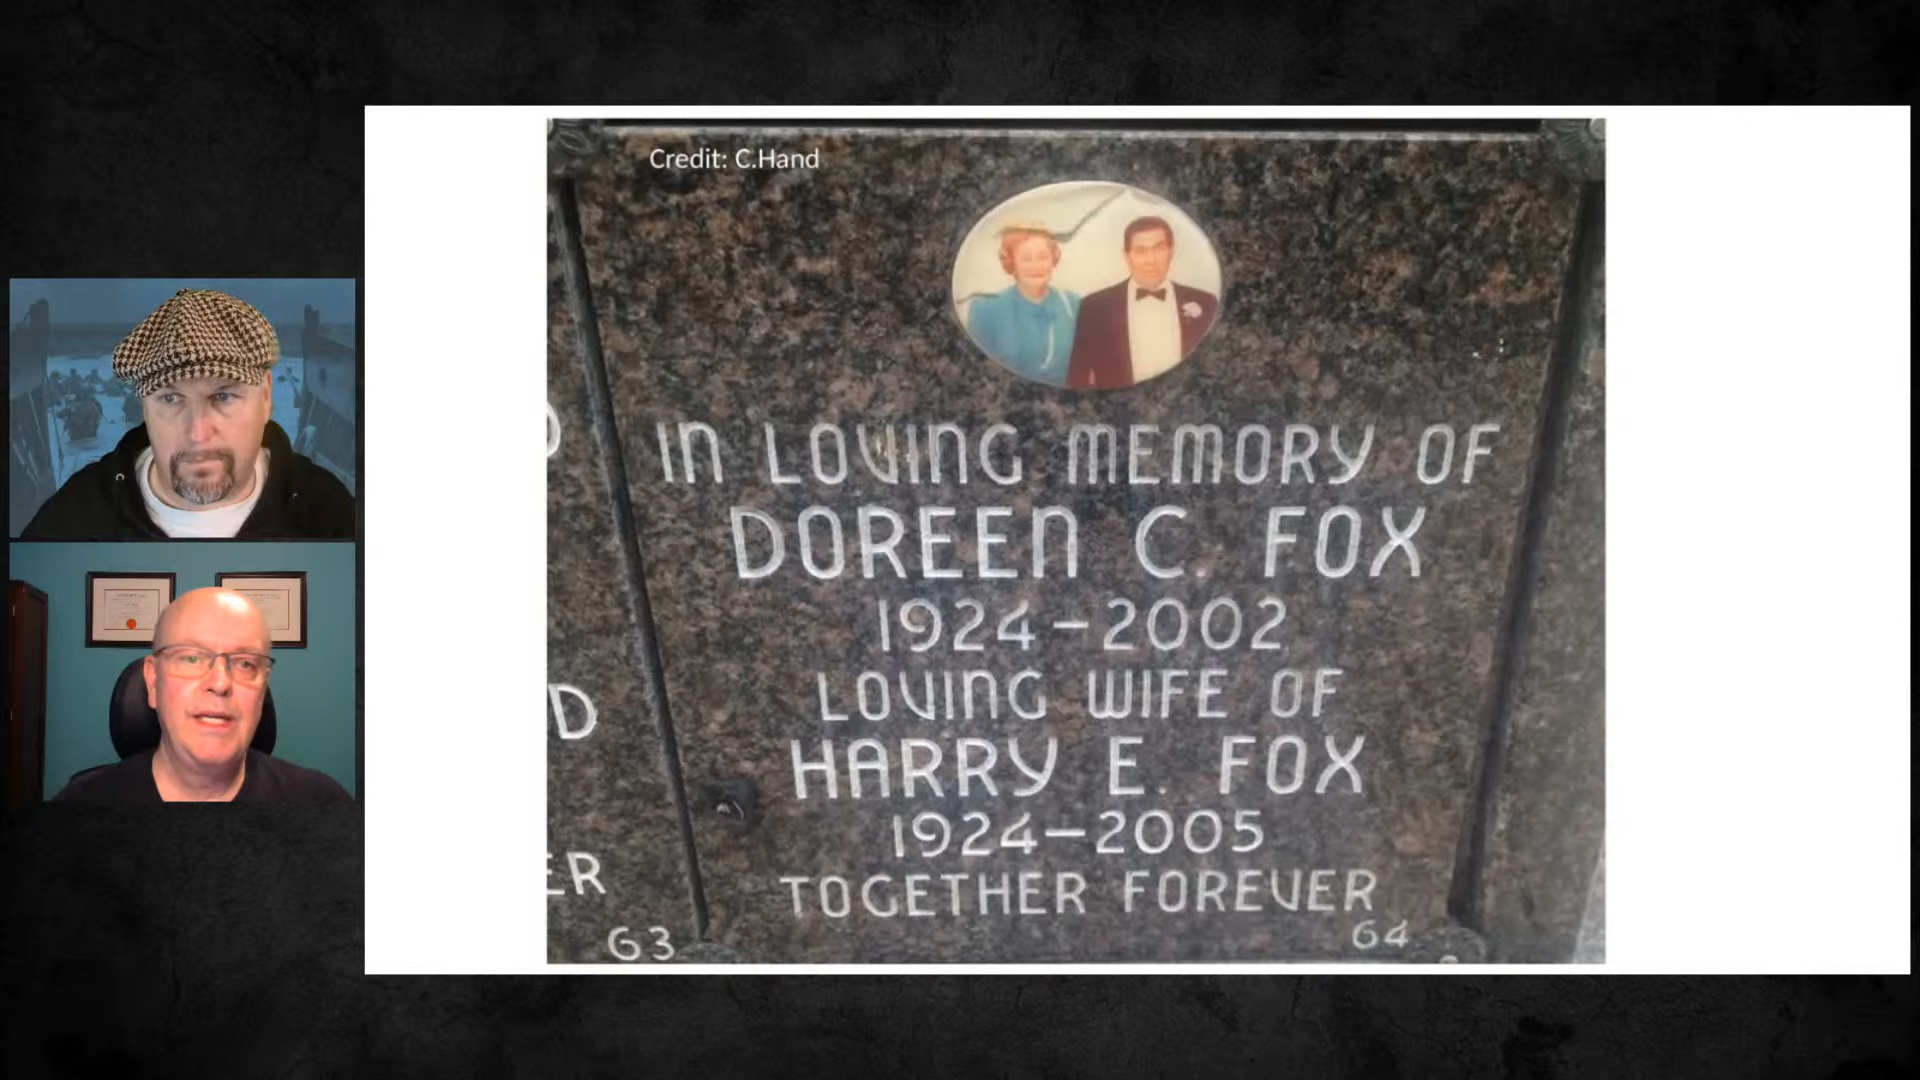 Credit: C.Hand
IN LOVING MEMORY OF
DOREEN C. FOX
1924-2002
LOVING WIFE OF
HARRY E. FOX
1924-2005
TOGETHER FOREVER
D
ER
63
64